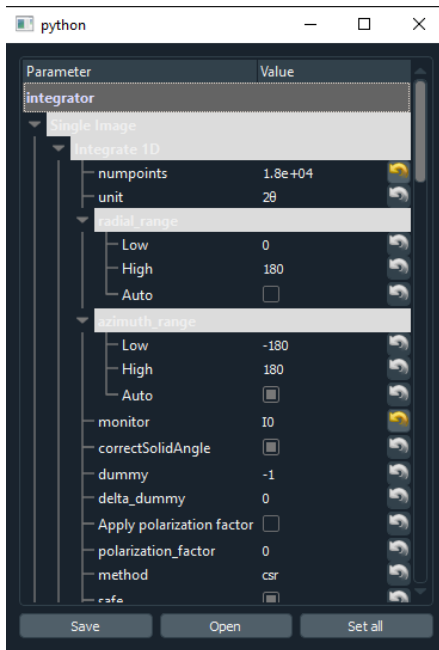 python
Parameter Value
integrator
Single Image
Integrate 1D
numpoints 1.8e+04
unit 2θ
radial_range
Low 0
High 180
Auto
azimuth_range
Low -180
High 180
Auto
monitor I0
correctSolidAngle
dummy -1
delta_dummy 0
Apply polarization factor
polarization_factor 0
method csr
safe
Save Open Set all